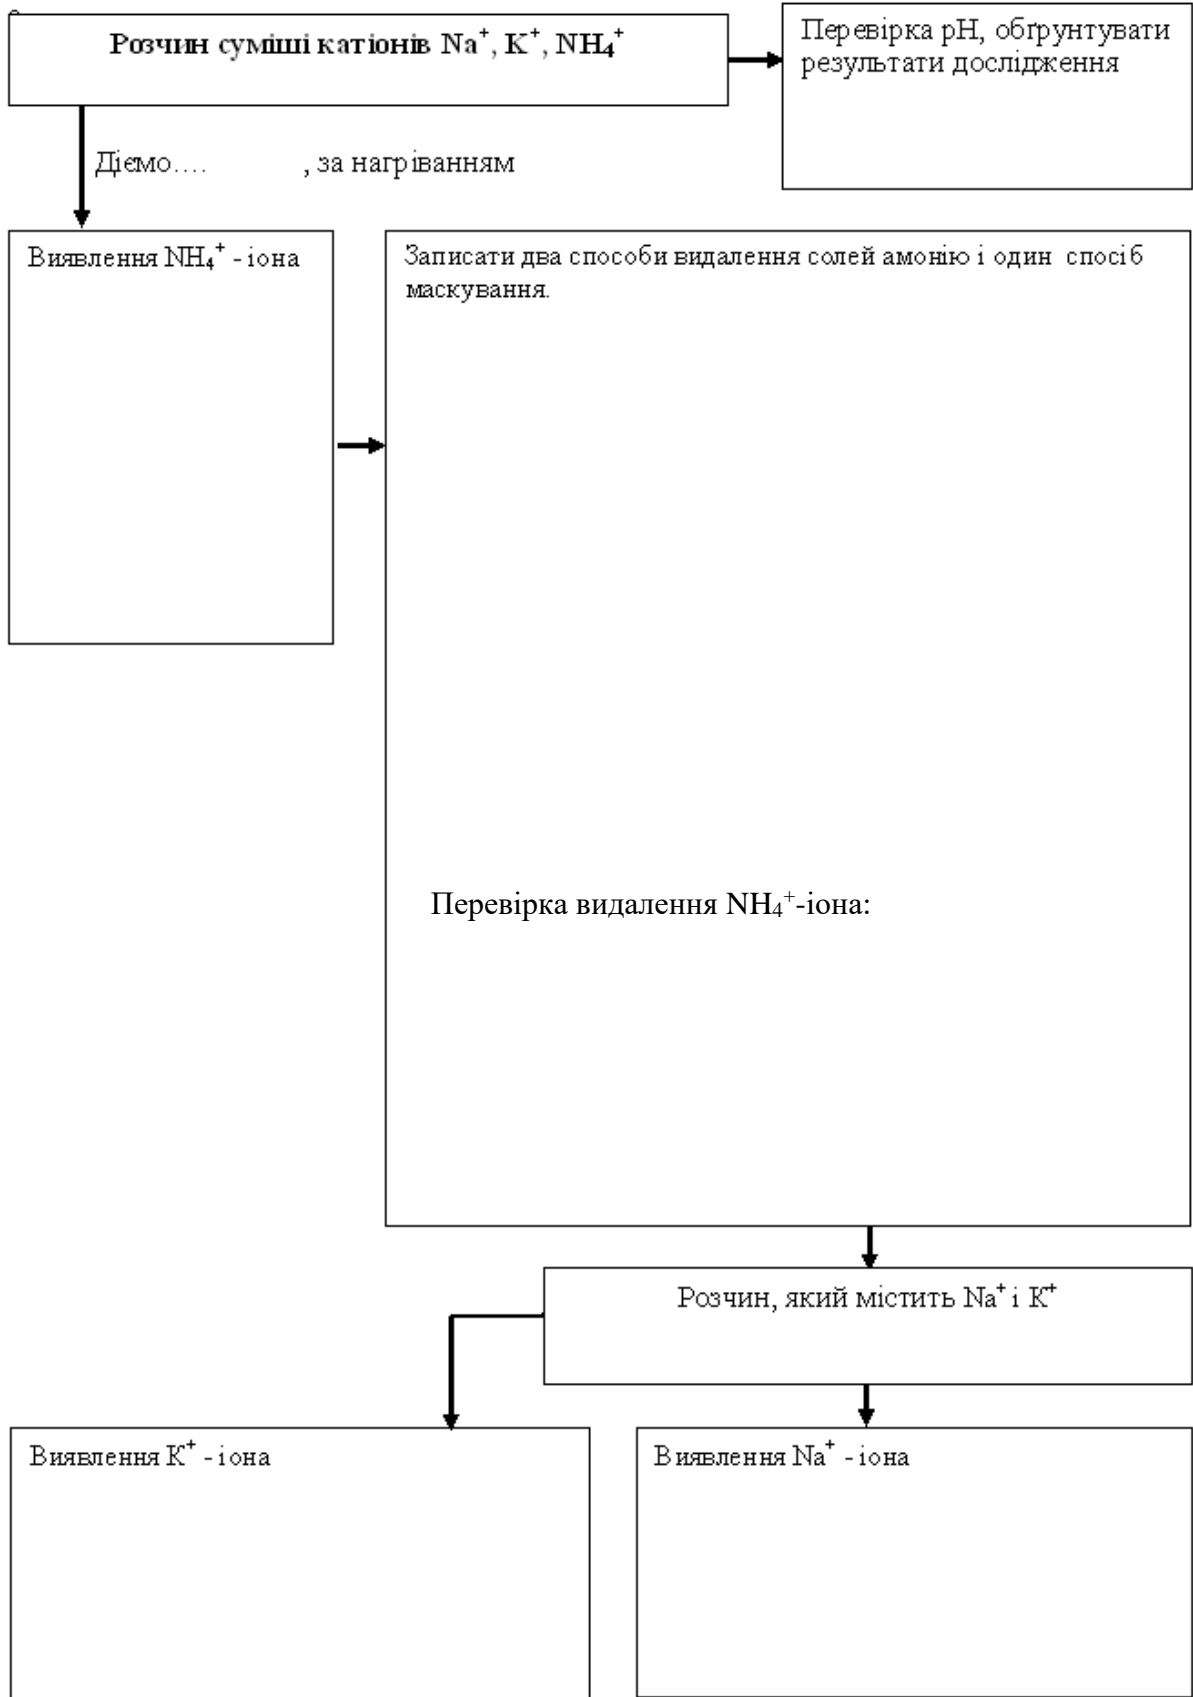 Розчин суміші катіонів Na⁺, K⁺, NH₄⁺
Перевірка рН, обґрунтувати
результати дослідження
Діємо.... , за нагріванням
Виявлення NH₄⁺ - іона
Записати два способи видалення солей амонію і один спосіб
маскування.
Перевірка видалення NH₄⁺-іона:
Розчин, який містить Na⁺ і K⁺
Виявлення K⁺ - іона
Виявлення Na⁺ - іона